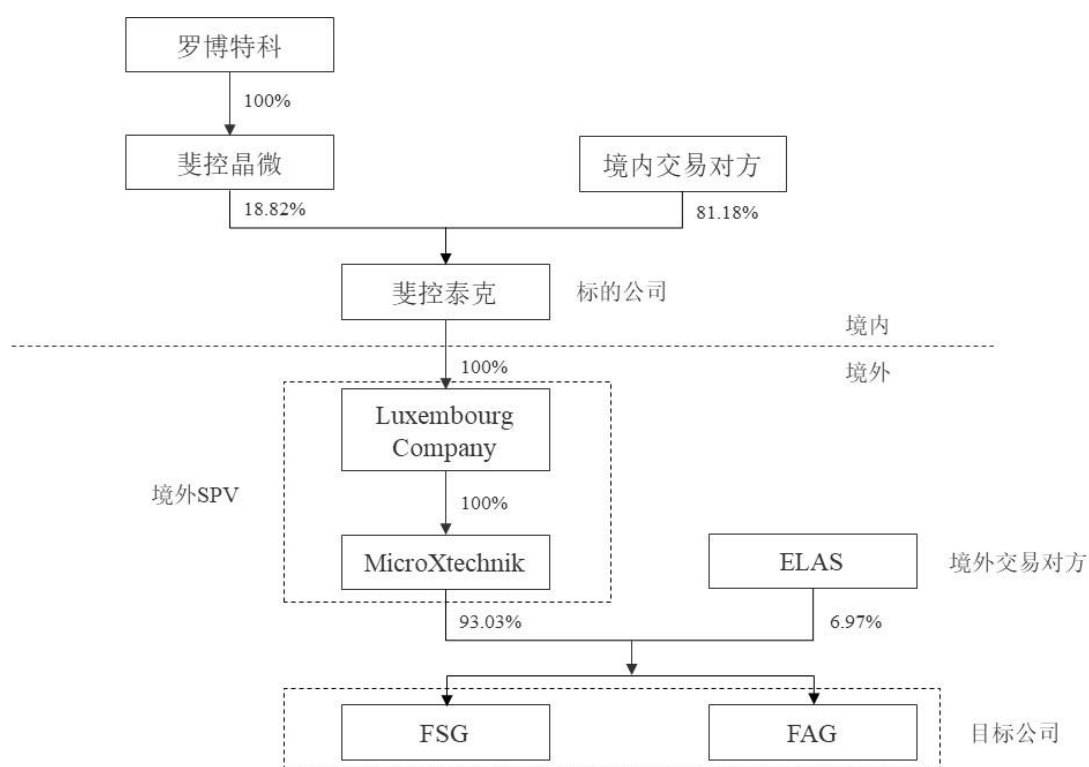 罗博特科
100%
斐控晶微
境内交易对方
18.82%
81.18%
斐控泰克
标的公司
境内
境外
100%
Luxembourg
Company
境外SPV
100%
MicroXtechnik
ELAS
境外交易对方
93.03%
6.97%
FSG
FAG
目标公司